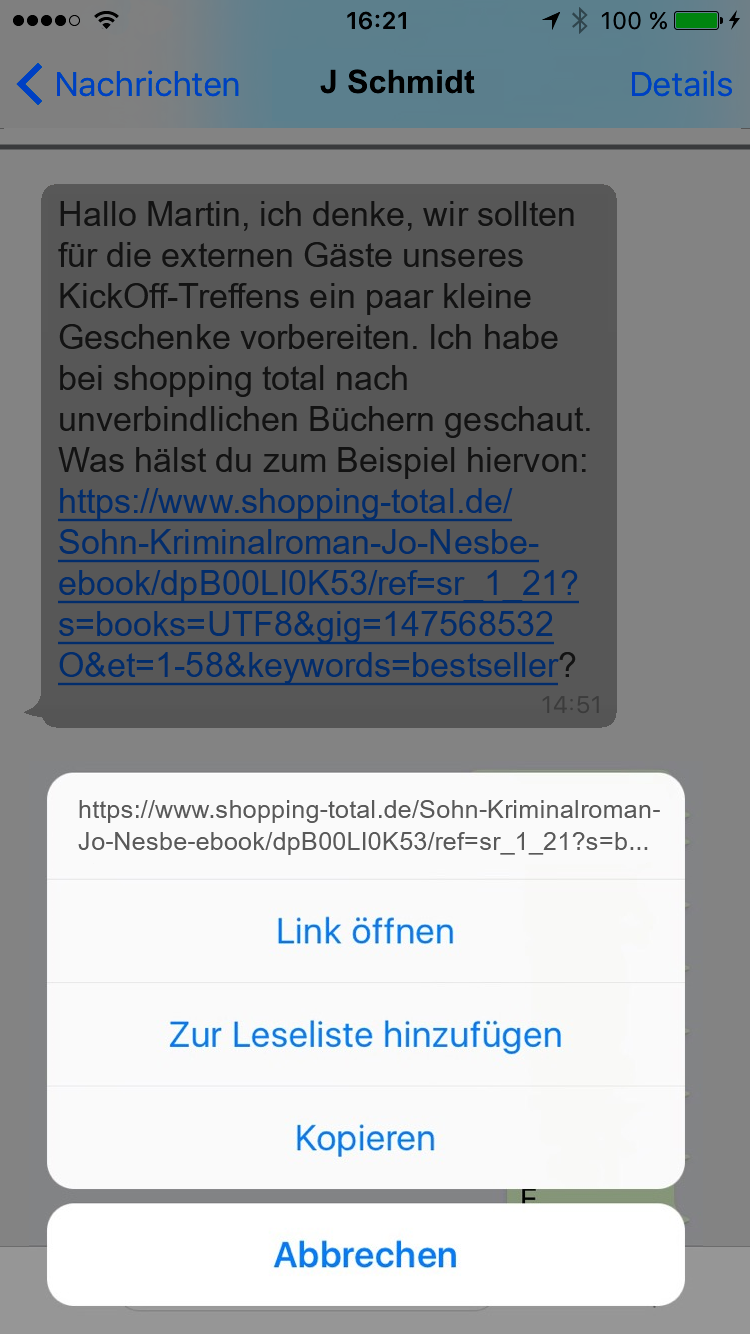 16:21
100 %
Nachrichten
J Schmidt
Details
Hallo Martin, ich denke, wir sollten
für die externen Gäste unseres
KickOff-Treffens ein paar kleine
Geschenke vorbereiten. Ich habe
bei shopping total nach
unverbindlichen Büchern geschaut.
Was hälst du zum Beispiel hiervon:
https://www.shopping-total.de/
Sohn-Kriminalroman-Jo-Nesbe-
ebook/dpB00LI0K53/ref=sr_1_21?
s=books=UTF8&gig=147568532
O&et=1-58&keywords=bestseller?
14:51
https://www.shopping-total.de/Sohn-Kriminalroman-
Jo-Nesbe-ebook/dpB00LI0K53/ref=sr_1_21?s=b...
Link öffnen
Zur Leseliste hinzufügen
Kopieren
Abbrechen